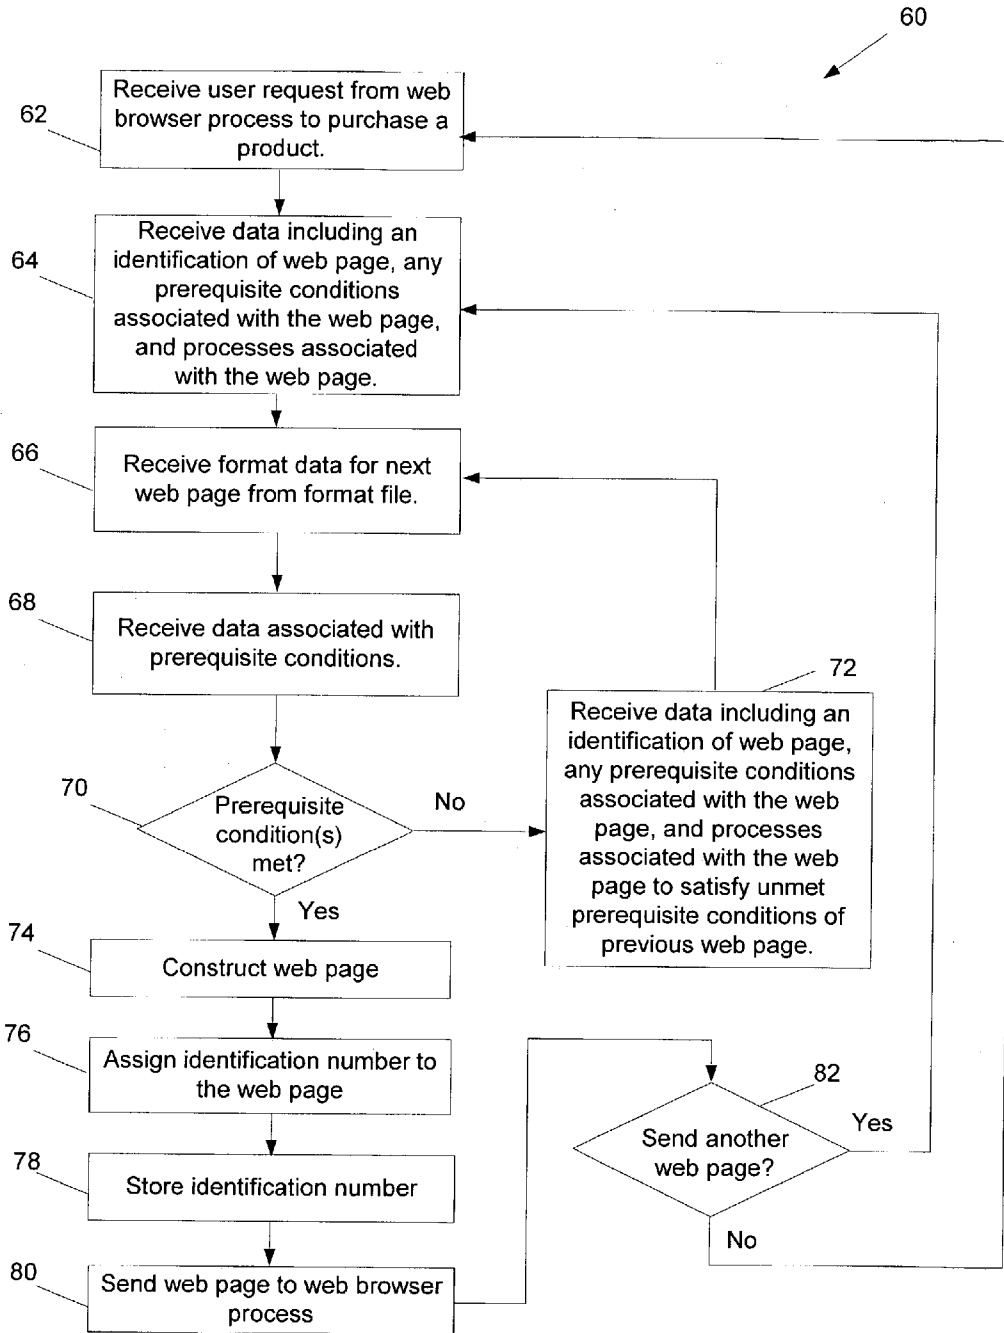 60
62
Receive user request from web
browser process to purchase a
product.
64
Receive data including an
identification of web page, any
prerequisite conditions
associated with the web page,
and processes associated
with the web page.
66
Receive format data for next
web page from format file.
68
Receive data associated with
prerequisite conditions.
70
Prerequisite
condition(s)
met?
No
Yes
72
Receive data including an
identification of web page,
any prerequisite conditions
associated with the web
page, and processes
associated with the web
page to satisfy unmet
prerequisite conditions of
previous web page.
74
Construct web page
76
Assign identification number to
the web page
78
Store identification number
80
Send web page to web browser
process
82
Send another
web page?
Yes
No